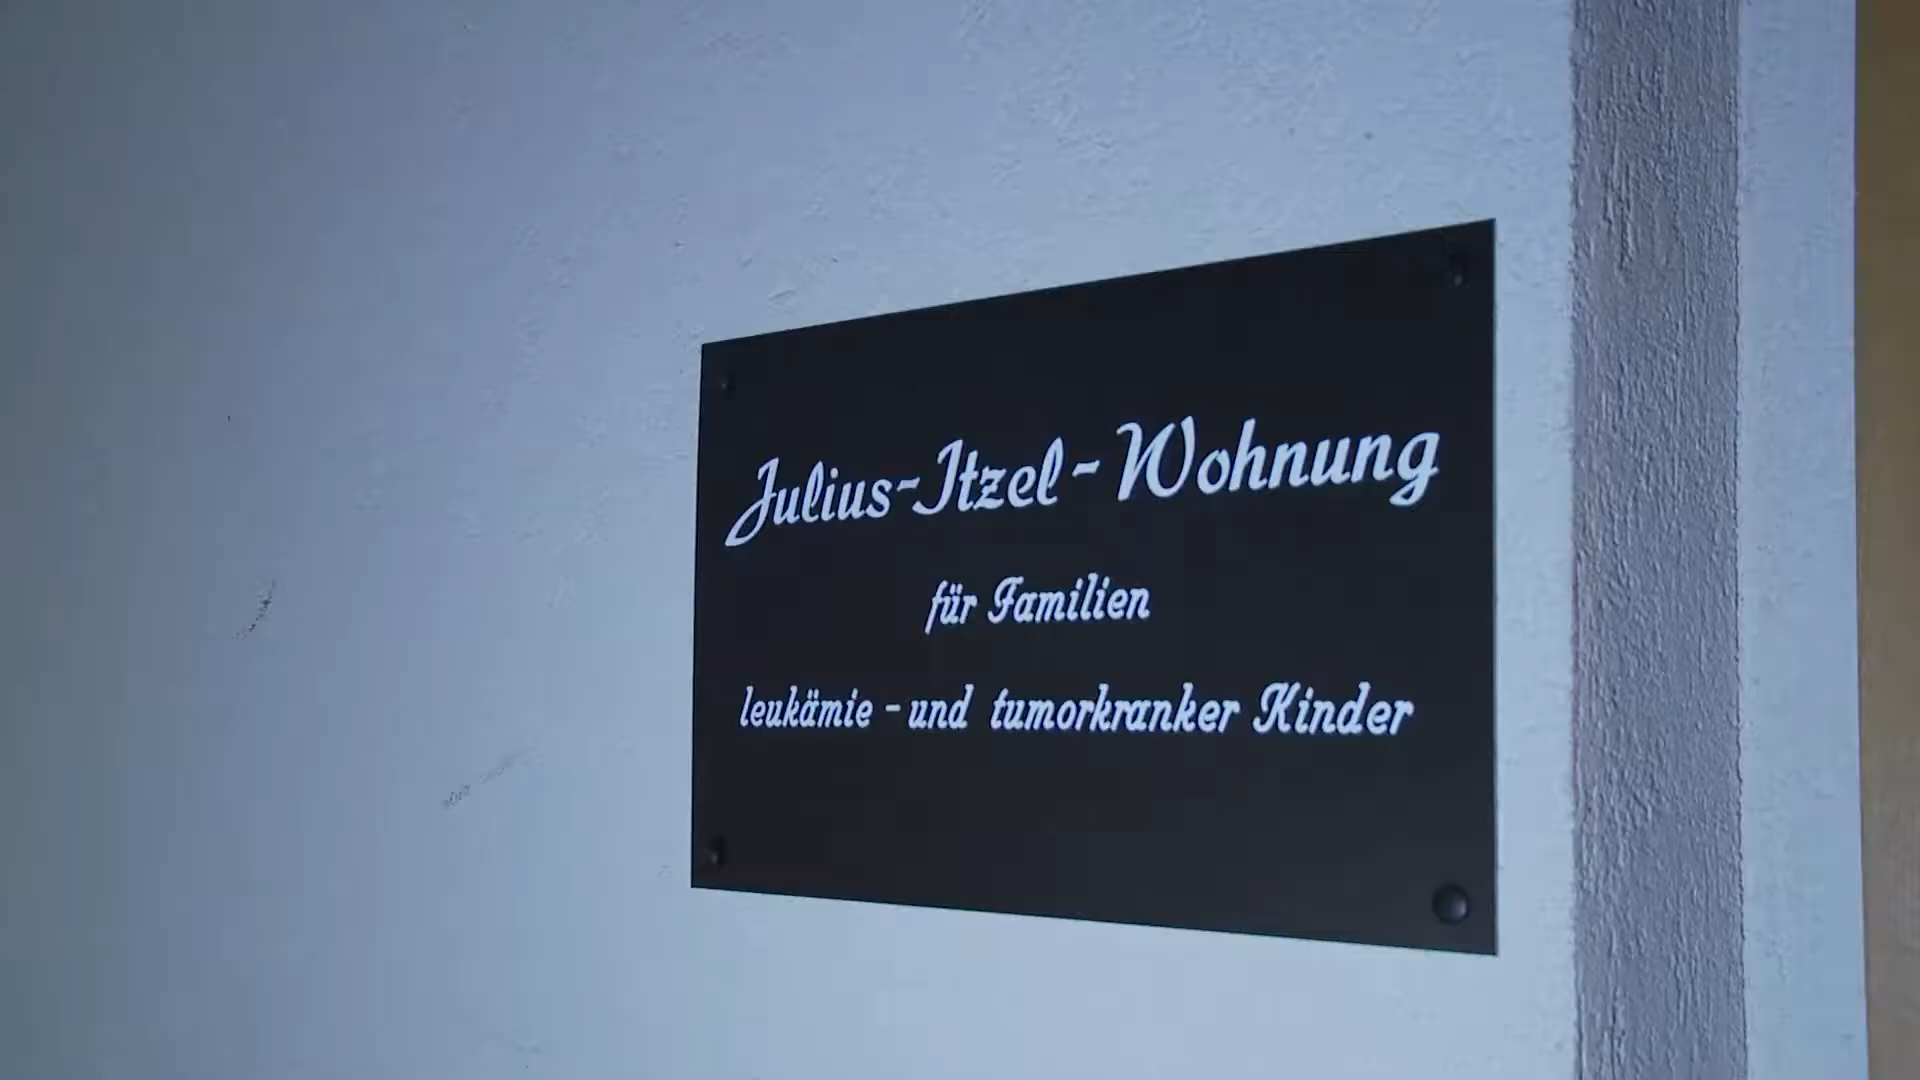 Julius-Itzel-Wohnung
für Familien
leukämie - und tumorkranker Kinder